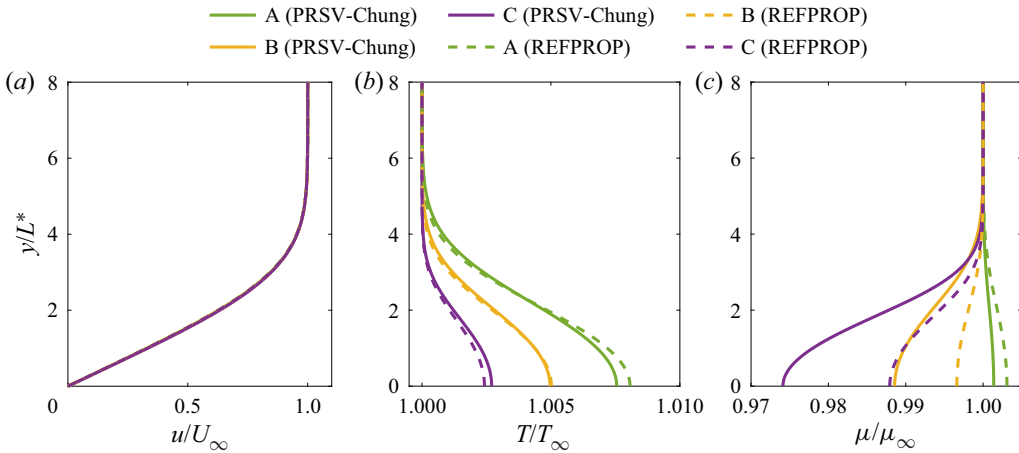 A (PRSV-Chung) C (PRSV-Chung) B (REFPROP)
B (PRSV-Chung) A (REFPROP) C (REFPROP)
(a) (b) (c)
8 8 8
6 6 6
4 4 4
2 2 2
0 0
0 0.5 1.0 1.000 1.005 1.010 0.97 0.98 0.99 1.00
y/L*
u/U∞ T/T∞ μ/μ∞